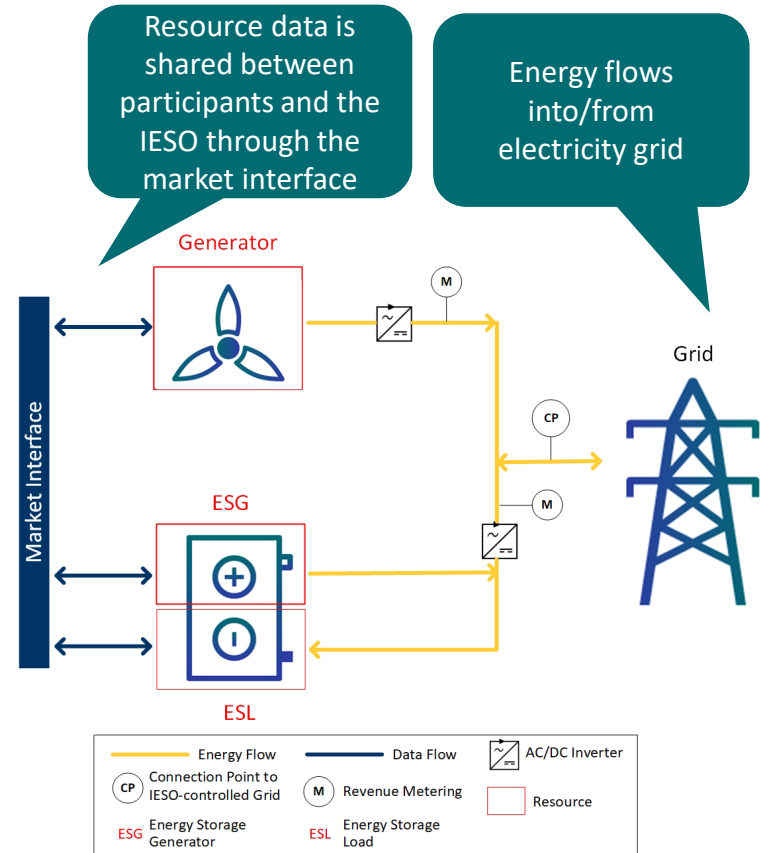 Resource data is
shared between
participants and the
IESO through the
market interface
Energy flows
into/from
electricity grid
Generator
M
Grid
CP
Market Interface
ESG
M
ESL
Energy Flow
Data Flow
AC/DC Inverter
CP Connection Point to
IESO-controlled Grid
M Revenue Metering
Resource
ESG Energy Storage
Generator
ESL Energy Storage
Load